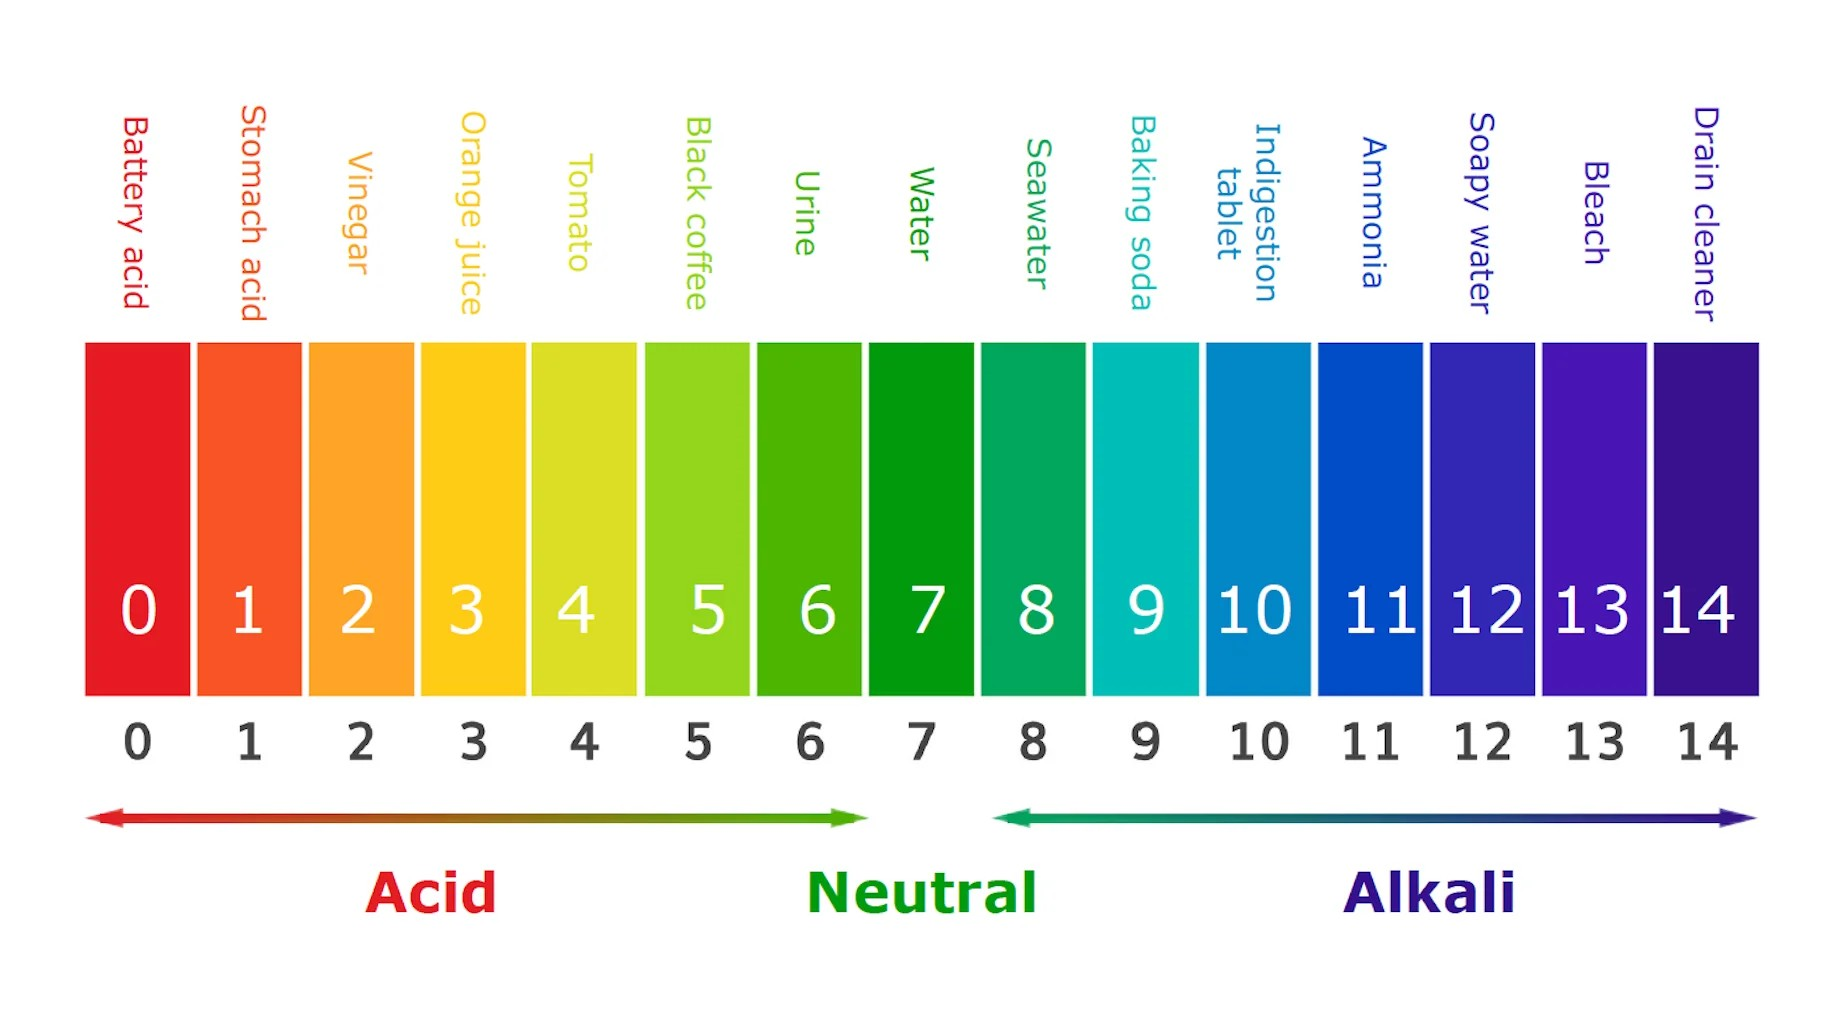 Battery acid
Stomach acid
Vinegar
Orange juice
Tomato
Black coffee
Urine
Water
Seawater
Baking soda
Indigestion
tablet
Ammonia
Soapy water
Bleach
Drain cleaner
0 1 2 3 4 5 6 7 8 9 10 11 12 13 14
0 1 2 3 4 5 6 7 8 9 10 11 12 13 14
Acid Neutral Alkali